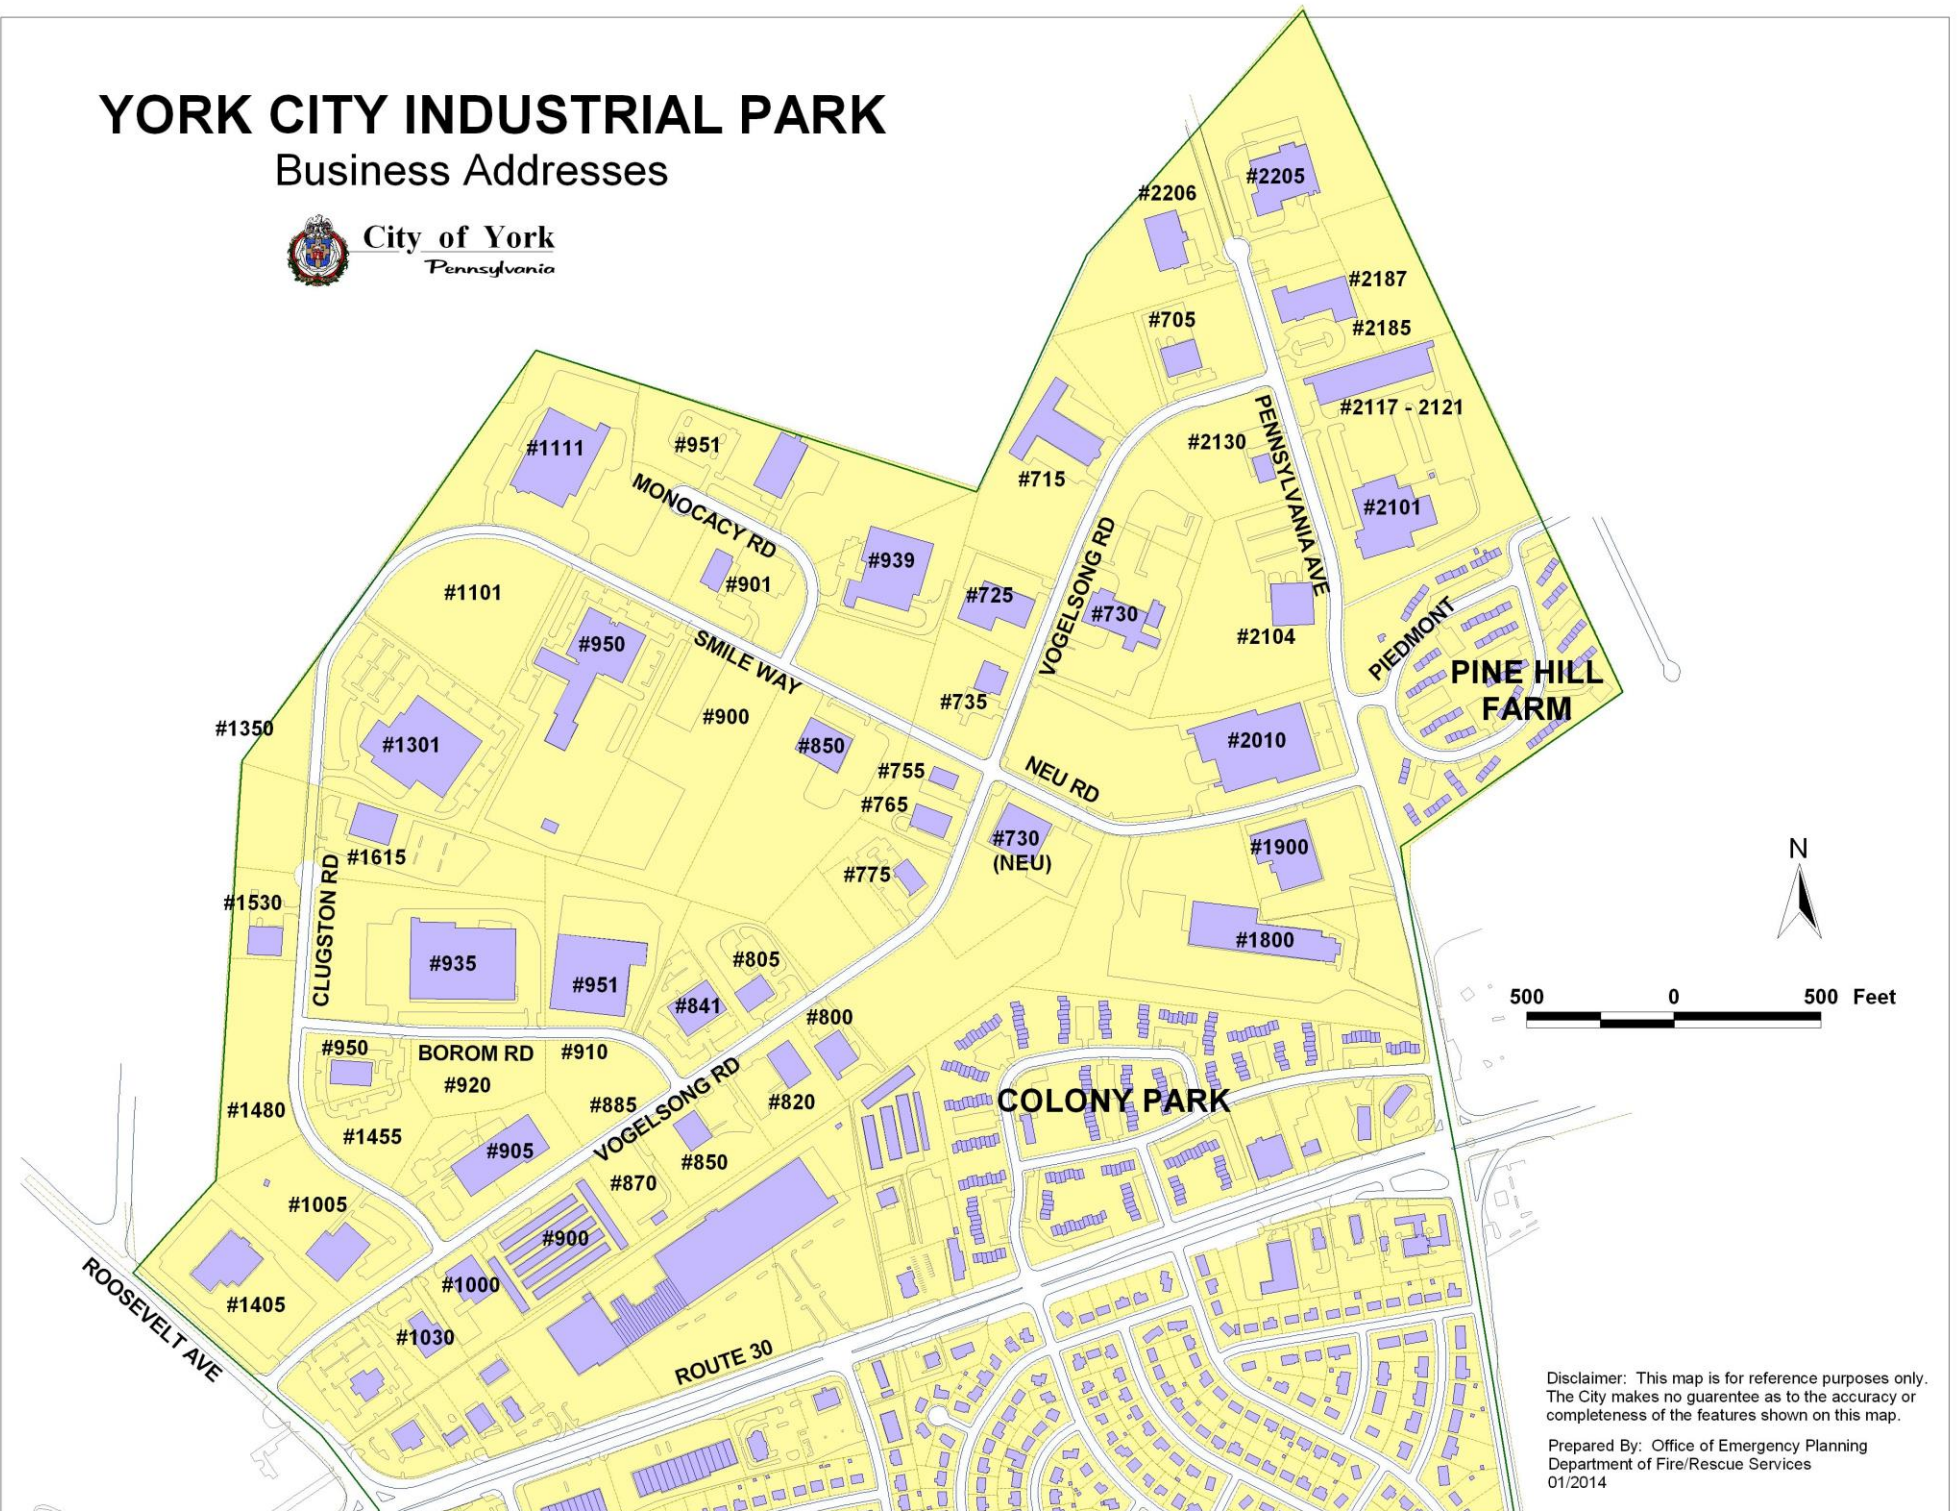 YORK CITY INDUSTRIAL PARK
Business Addresses
City of York
Pennsylvania
#2205
#2206
#2187
#705
#2185
#2117 - 2121
#2130
PENNSYLVANIA AVE
#1111
#951
#715
#2101
MONOCACY RD
#939
#901
#725
VOGELSONG RD
#730
#1101
#2104
PIEDMONT
#950
SMILE WAY
PINE HILL
FARM
#735
#900
#1350
#1301
#850
#2010
#755
NEU RD
#765
#730
(NEU)
#1900
#1615
#775
N
#1530
CLUGSTON RD
#935
#951
#805
#1800
#841
#800
500 0 500 Feet
#950
BOROM RD
#910
#920
#885
VOGELSONG RD
#820
COLONY PARK
#1480
#1455
#905
#850
#870
#1005
#900
#1000
#1405
#1030
ROOSEVELT AVE
ROUTE 30
Disclaimer: This map is for reference purposes only.
The City makes no guarentee as to the accuracy or
completeness of the features shown on this map.
Prepared By: Office of Emergency Planning
Department of Fire/Rescue Services
01/2014